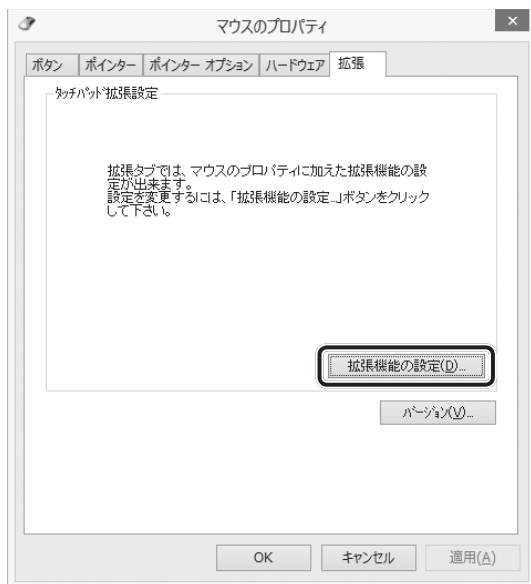 マウスのプロパティ
×
ボタン ポインター ポインター オプション ハードウェア 拡張
ﾀｯﾁﾊﾟｯﾄﾞ拡張設定
拡張タブでは、マウスのプロパティに加えた拡張機能の設
定が出来ます。
設定を変更するには、「拡張機能の設定...」ボタンをクリック
して下さい。
拡張機能の設定(D)...
ﾊﾞｰｼﾞｮﾝ(V)...
OK キャンセル 適用(A)